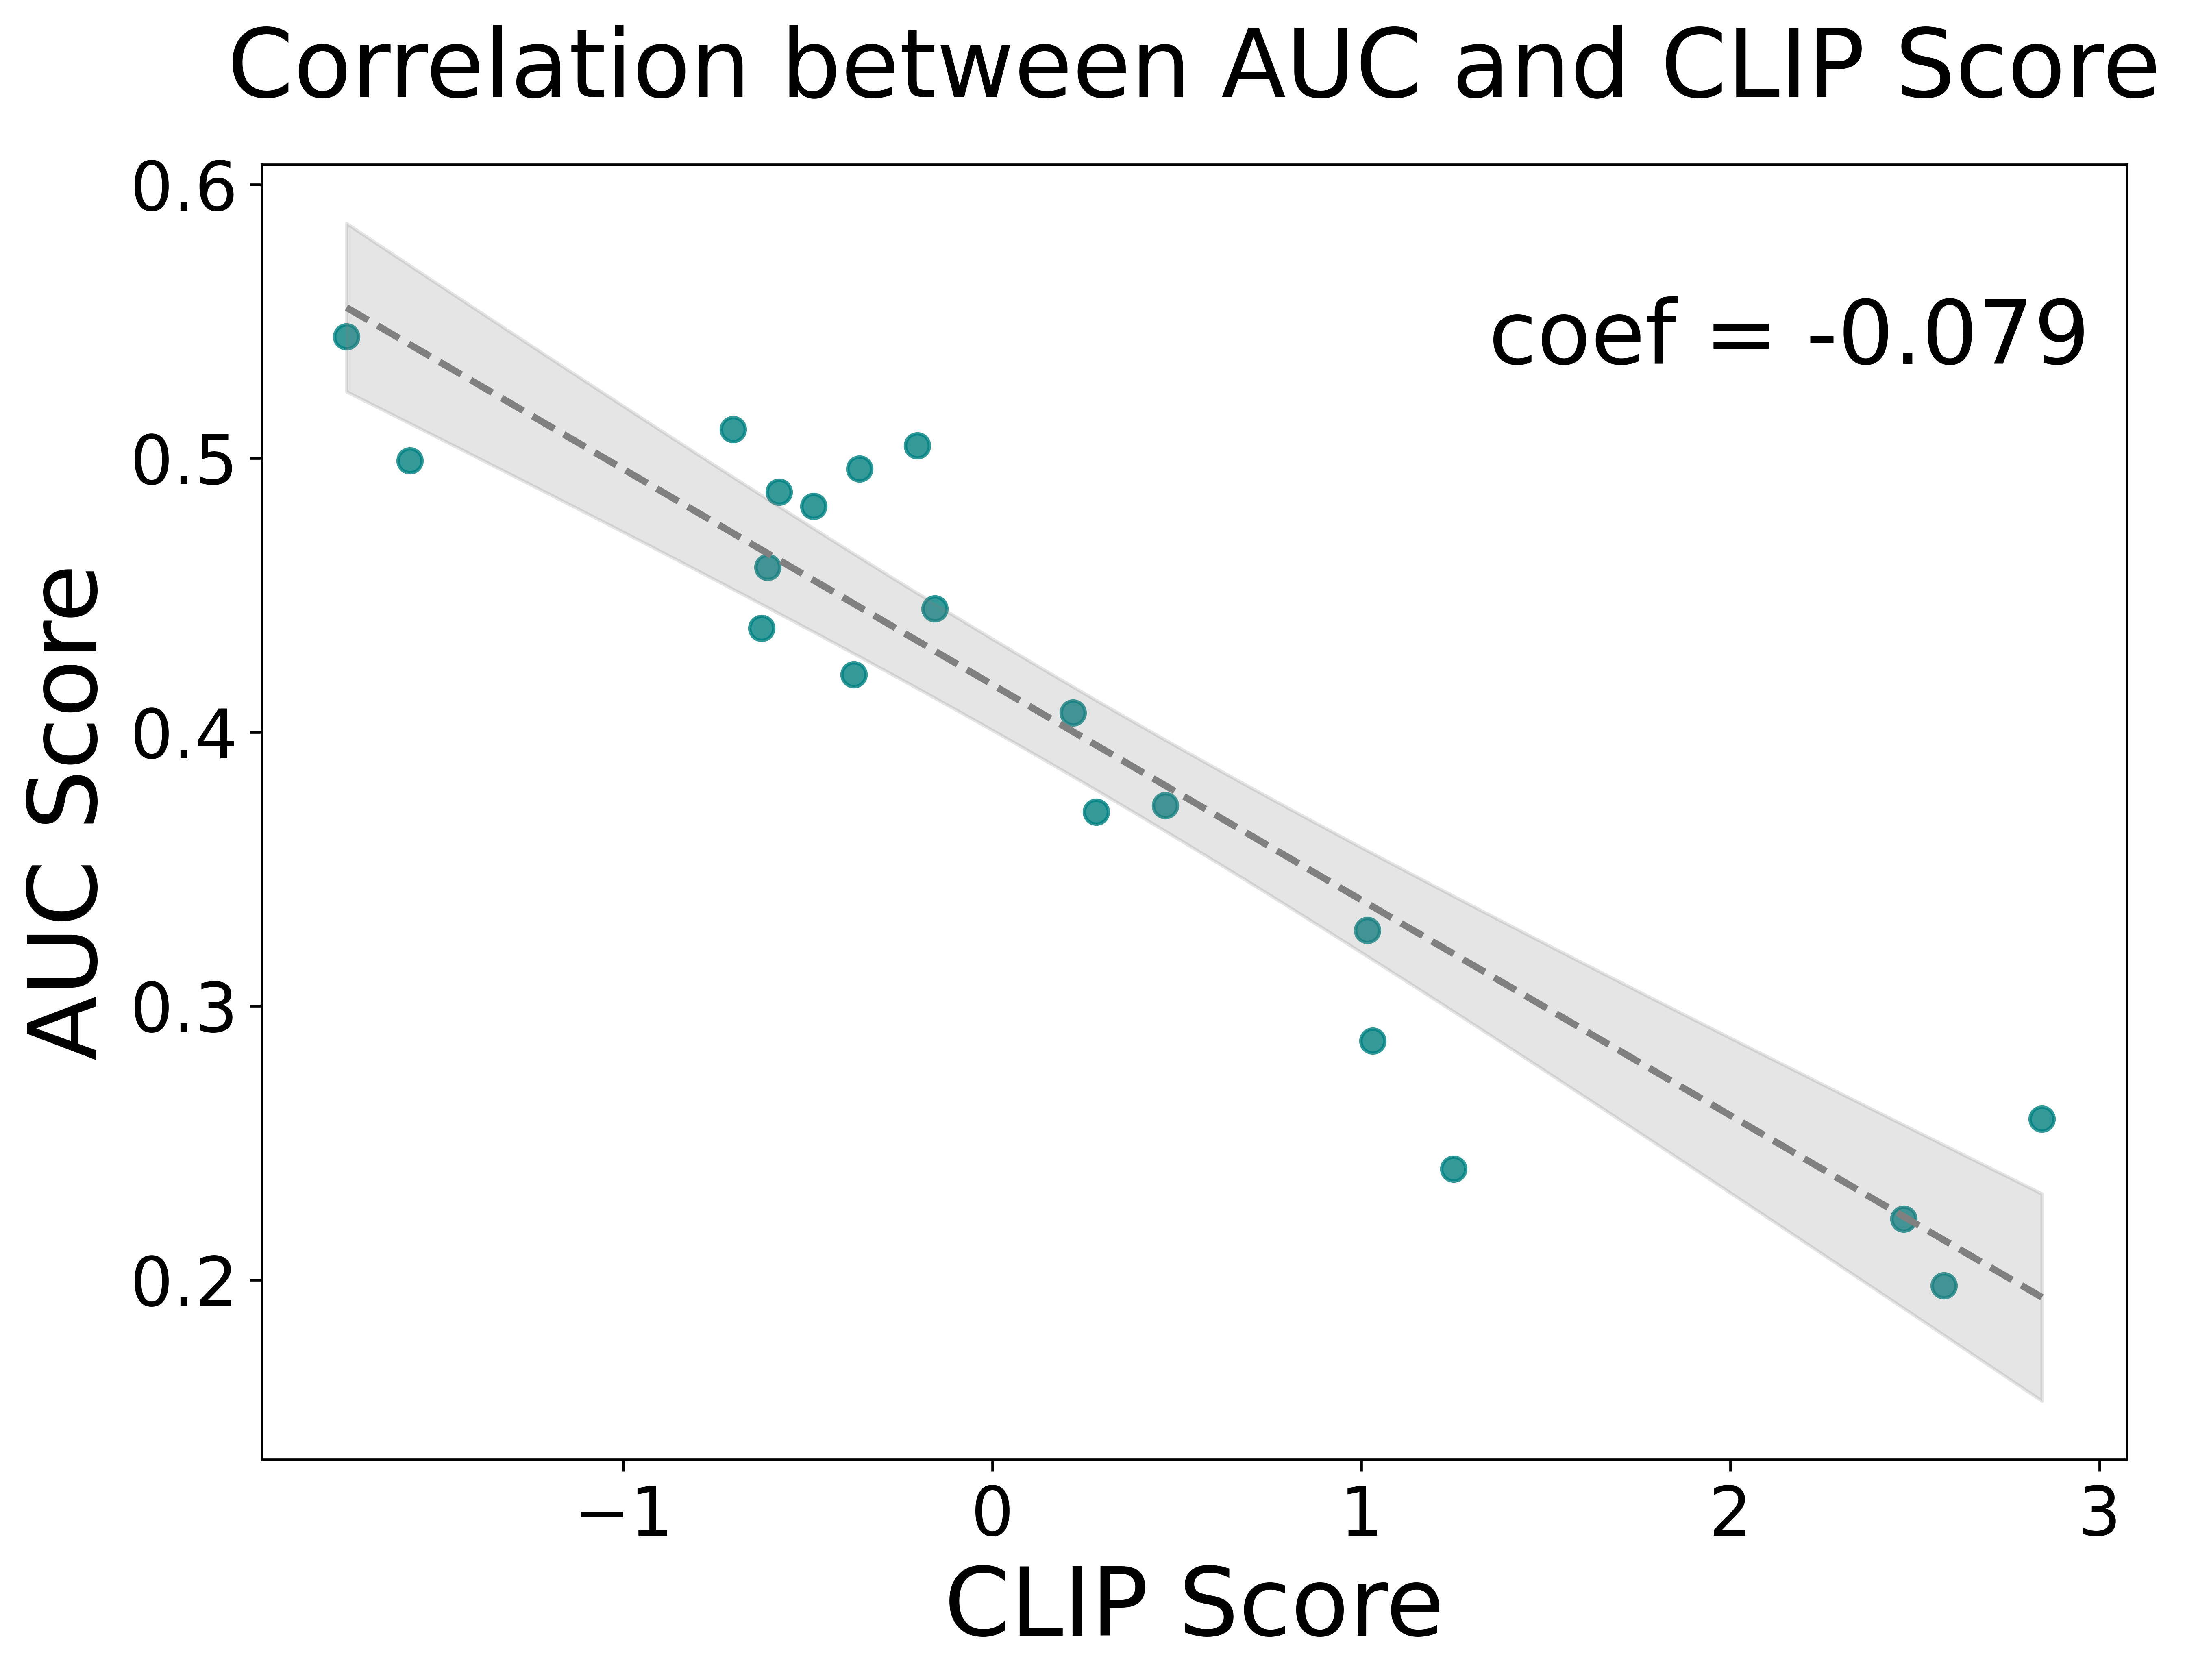 Correlation between AUC and CLIP Score
coef = -0.079
AUC Score
0.6
0.5
0.4
0.3
0.2
−1 0 1 2 3
CLIP Score